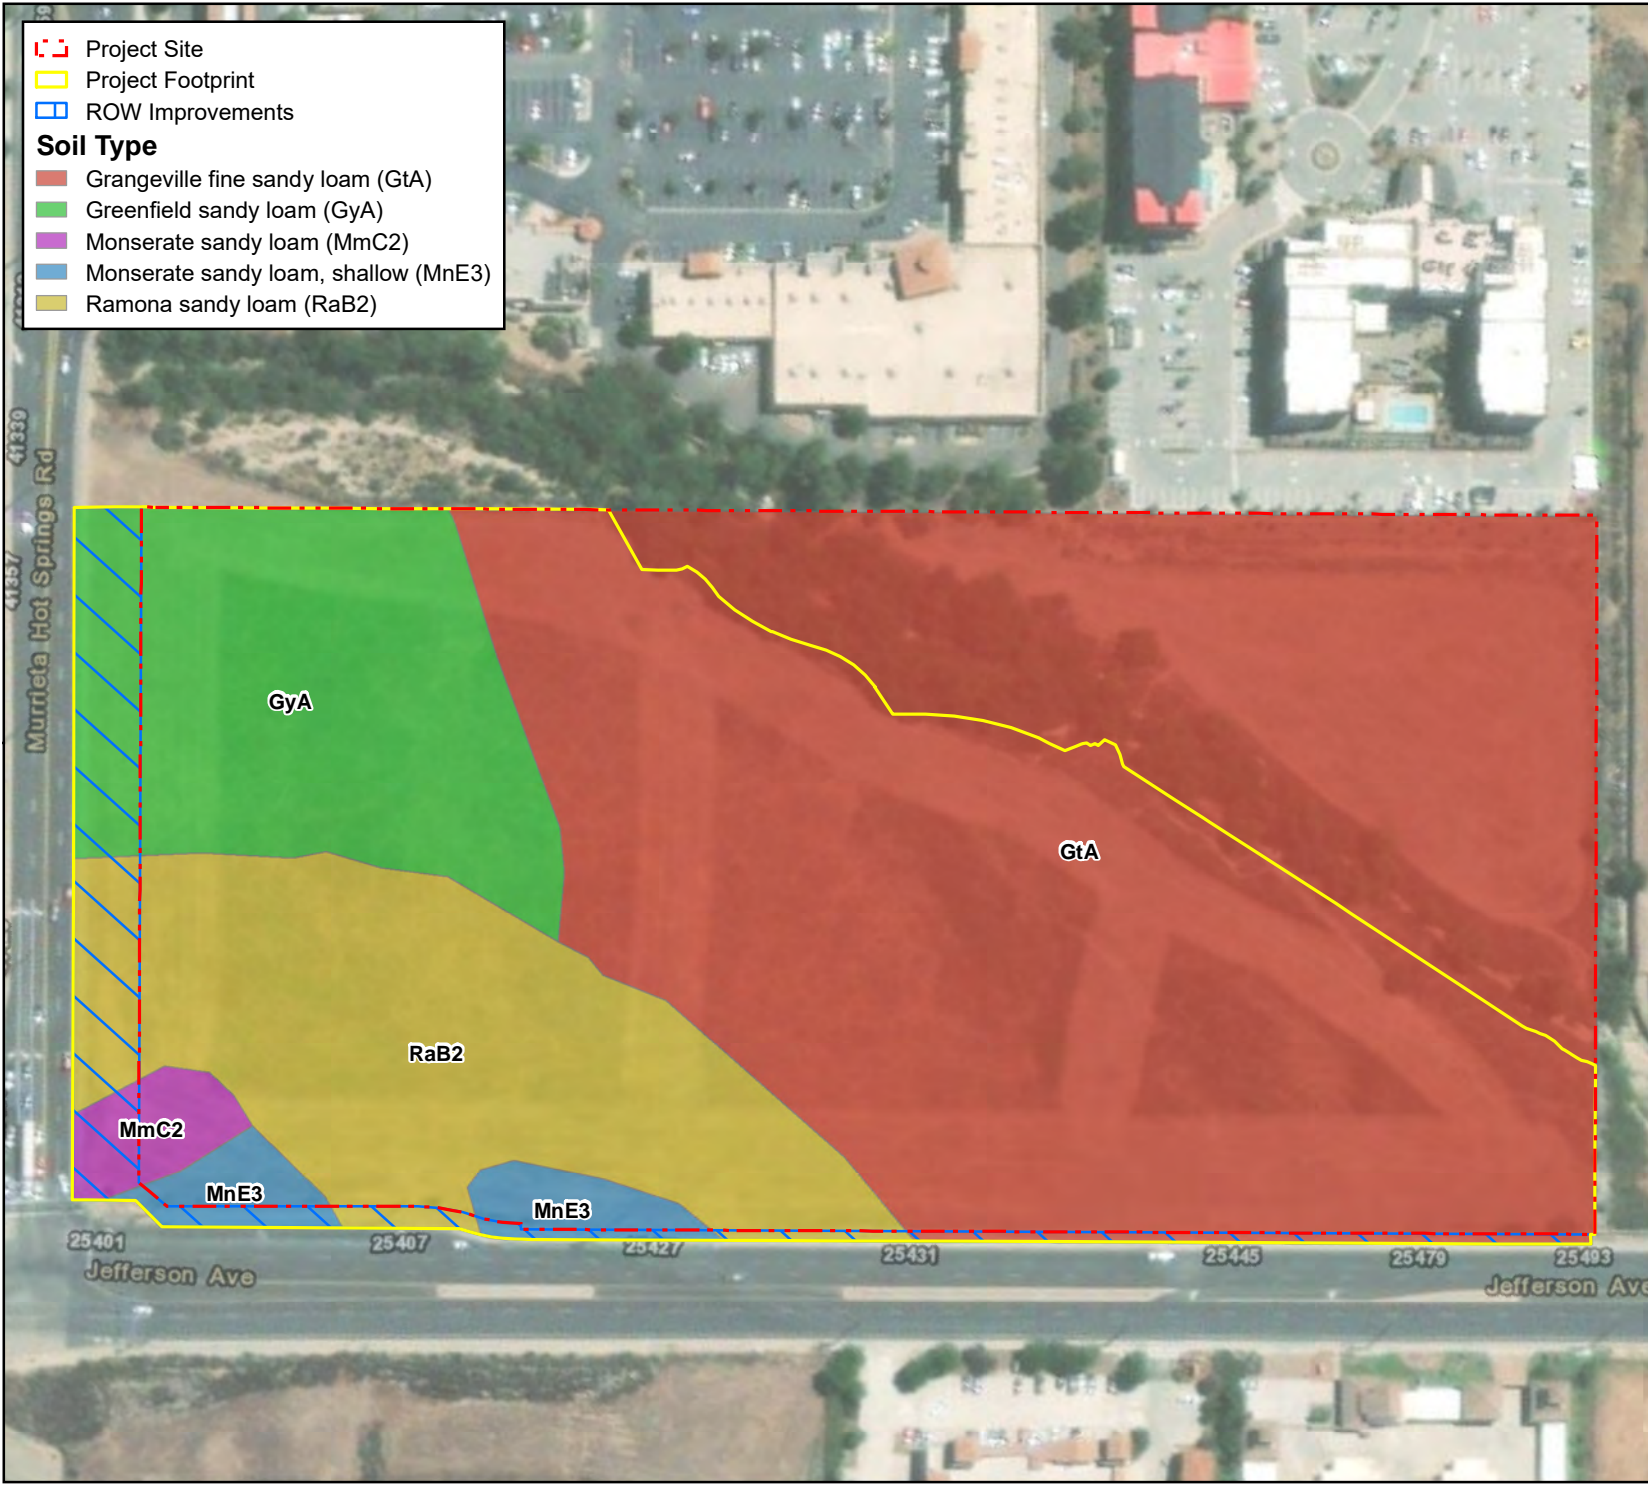 Project Site
Project Footprint
ROW Improvements
Soil Type
Grangeville fine sandy loam (GtA)
Greenfield sandy loam (GyA)
Monserate sandy loam (MmC2)
Monserate sandy loam, shallow (MnE3)
Ramona sandy loam (RaB2)
41339
Murrieta Hot Springs Rd
41357
GyA
GtA
RaB2
MmC2
MnE3
MnE3
25401
25407
25427
25431
25445
25479
25493
Jefferson Ave
Jefferson Ave